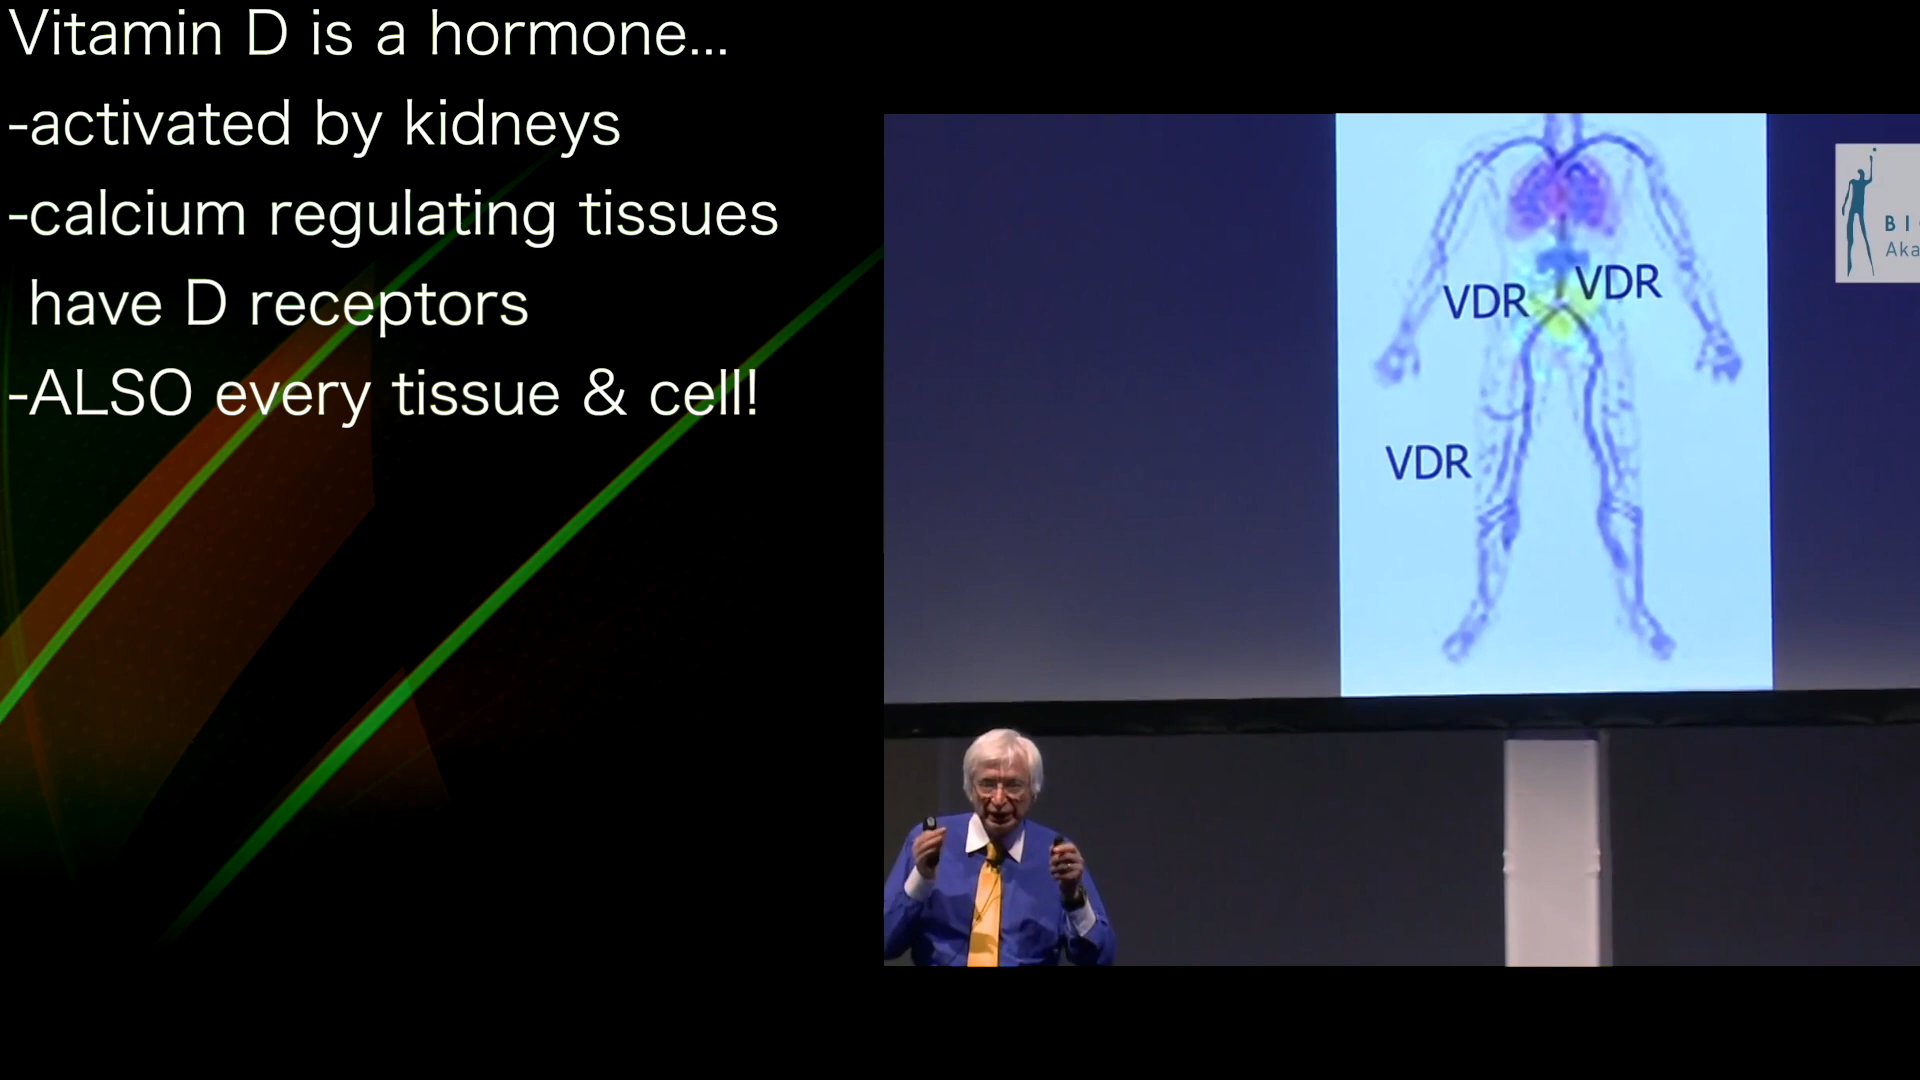 Vitamin D is a hormone...
-activated by kidneys
-calcium regulating tissues
have D receptors
-ALSO every tissue & cell!
VDR VDR
VDR
BI
Aka